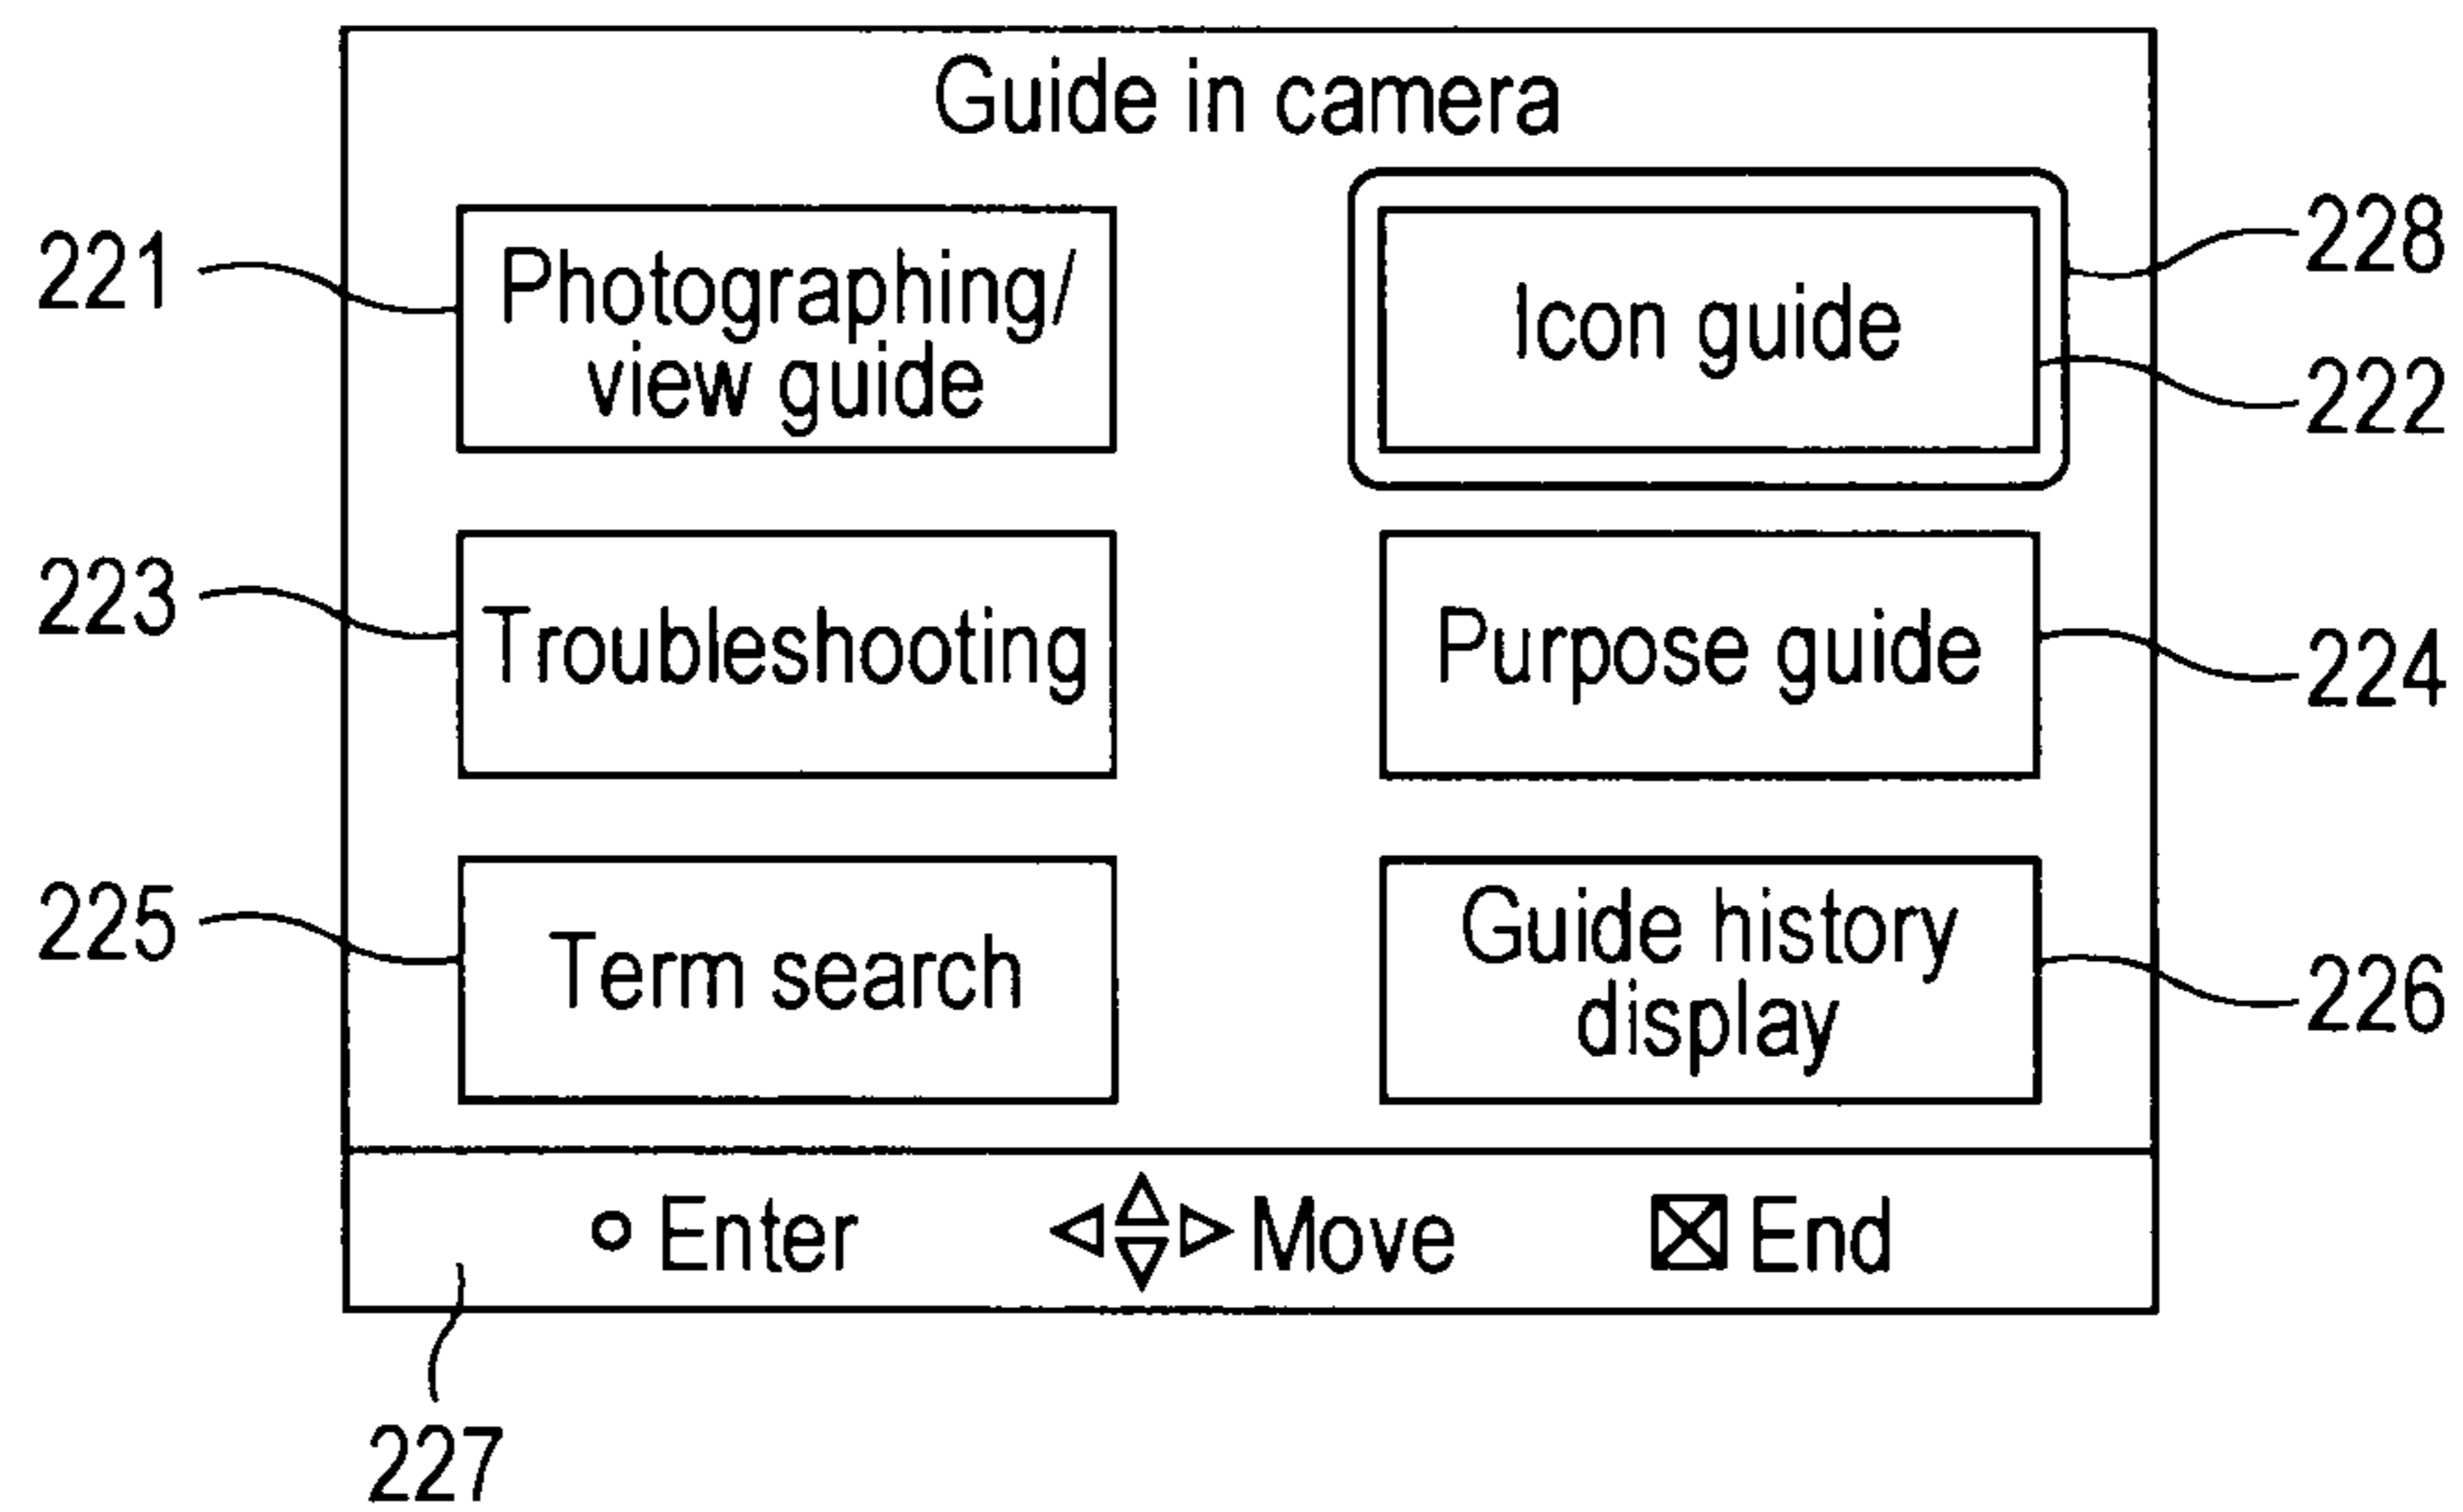 Guide in camera
221
Photographing/
view guide
Icon guide
228
222
223
Troubleshooting
Purpose guide
224
225
Term search
Guide history
display
226
Enter
Move
End
227